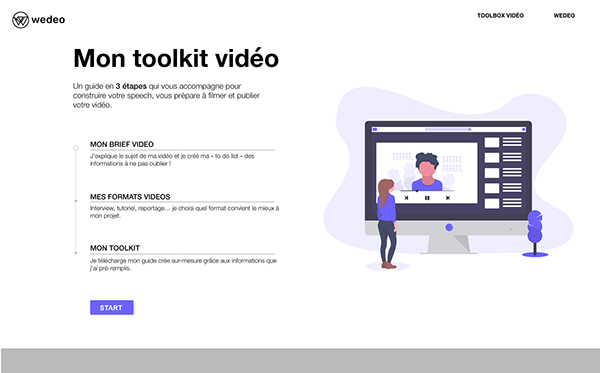 wedeo
TOOLBOX VIDÉO
WEDEO
Mon toolkit vidéo
Un guide en 3 étapes qui vous accompagne pour
construire votre speech, vous prépare à filmer et publier
votre vidéo.
MON BRIEF VIDEO
J'explique le sujet de ma vidéo et je créé ma « to do list » des
informations à ne pas oublier !
MES FORMATS VIDEOS
Interview, tutoriel, reportage... je choisi quel format convient le mieux à
mon projet.
MON TOOLKIT
Je télécharge mon guide crée sur-mesure grâce aux informations que
j'ai pré-remplis.
START